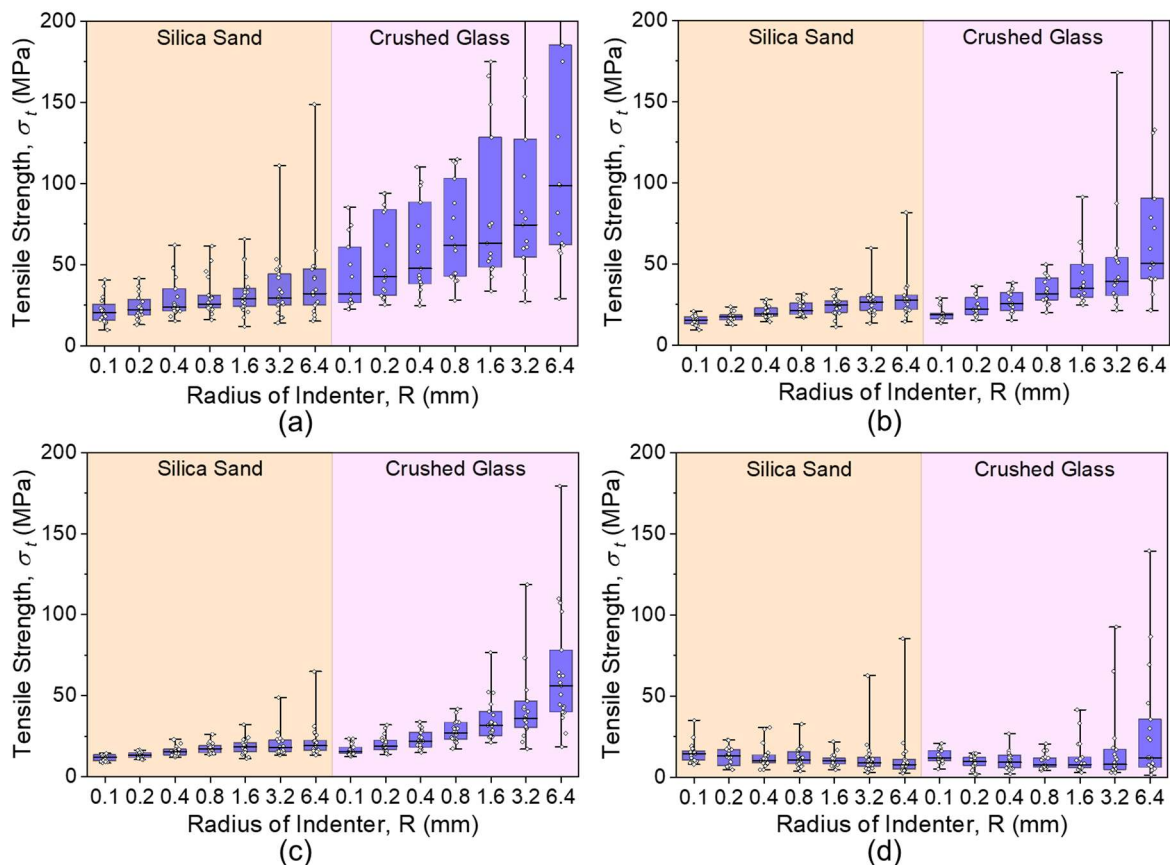 Silica Sand Crushed Glass
Tensile Strength, σt (MPa)
200
150
100
50
0
0.1 0.2 0.4 0.8 1.6 3.2 6.4 0.1 0.2 0.4 0.8 1.6 3.2 6.4
Radius of Indenter, R (mm)
(a)
Silica Sand Crushed Glass
Tensile Strength, σt (MPa)
200
150
100
50
0
0.1 0.2 0.4 0.8 1.6 3.2 6.4 0.1 0.2 0.4 0.8 1.6 3.2 6.4
Radius of Indenter, R (mm)
(b)
Silica Sand Crushed Glass
Tensile Strength, σt (MPa)
200
150
100
50
0
0.1 0.2 0.4 0.8 1.6 3.2 6.4 0.1 0.2 0.4 0.8 1.6 3.2 6.4
Radius of Indenter, R (mm)
(c)
Silica Sand Crushed Glass
Tensile Strength, σt (MPa)
200
150
100
50
0
0.1 0.2 0.4 0.8 1.6 3.2 6.4 0.1 0.2 0.4 0.8 1.6 3.2 6.4
Radius of Indenter, R (mm)
(d)